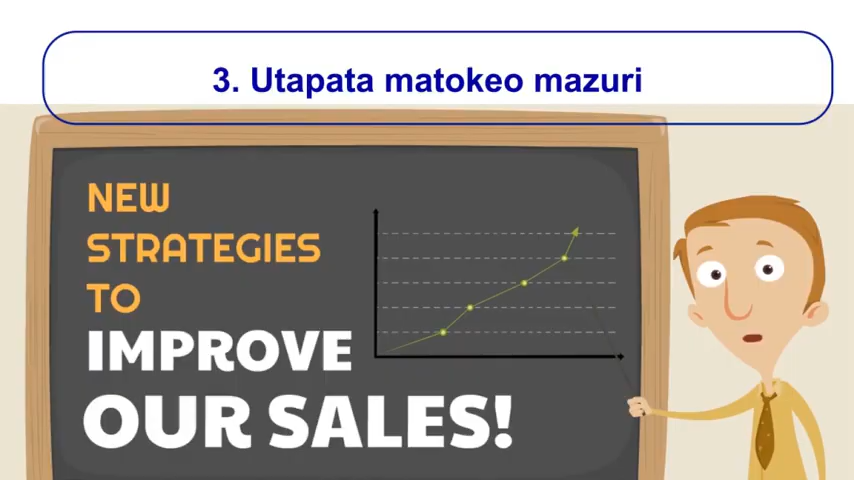 3. Utapata matokeo mazuri
NEW
STRATEGIES
TO
IMPROVE
OUR SALES!